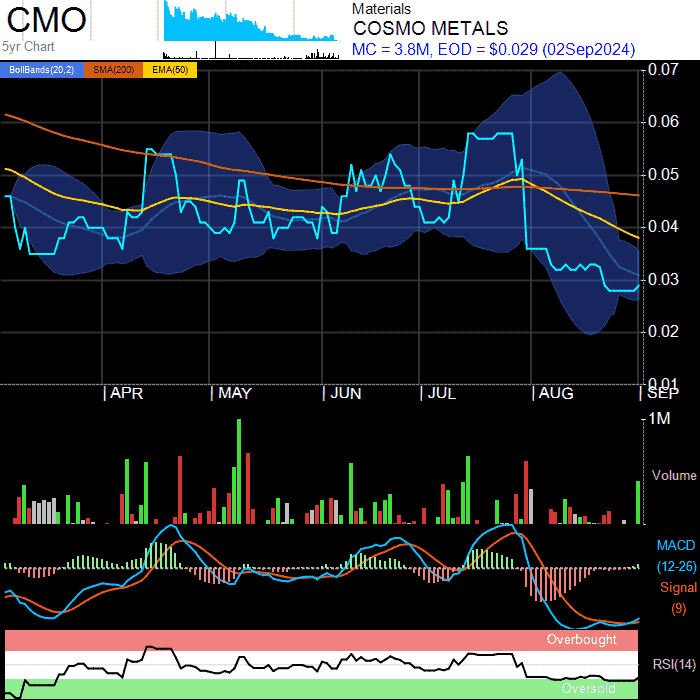 CMO
5yr Chart
Materials
COSMO METALS
MC = 3.8M, EOD = $0.029 (02Sep2024)
BollBands(20,2) SMA(200) EMA(50)
0.07
0.06
0.05
0.04
0.03
0.02
0.01
APR MAY JUN JUL AUG SEP
1M
Volume
MACD
(12-26)
Signal
(9)
Overbought
RSI(14)
Oversold